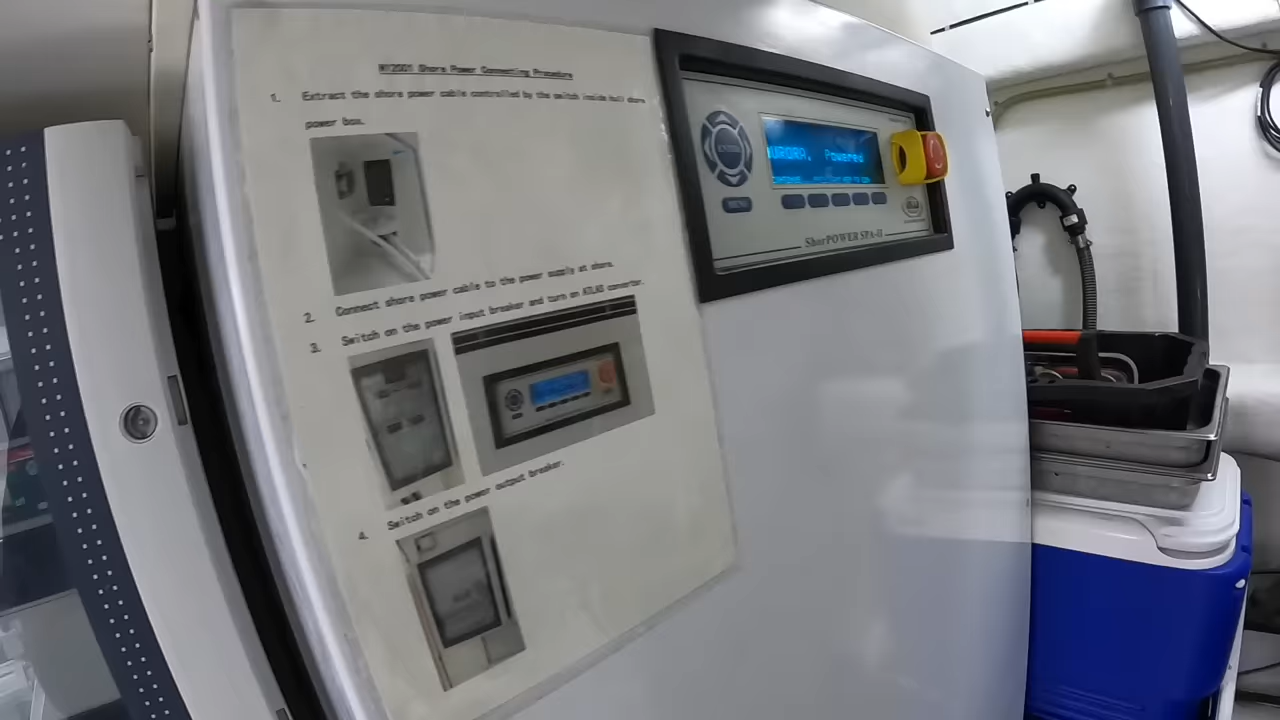 Shore Power Connecting Procedure
1. Extract the shore power cable controlled by the switch inside hull shore
power box.
2. Connect shore power cable to the power supply at shore.
3. Switch on the power input breaker and turn on ATLAS convertor.
4. Switch on the power output breaker.
ENTER
MENU
AURORA. Powered
ShorPOWER SPA-II